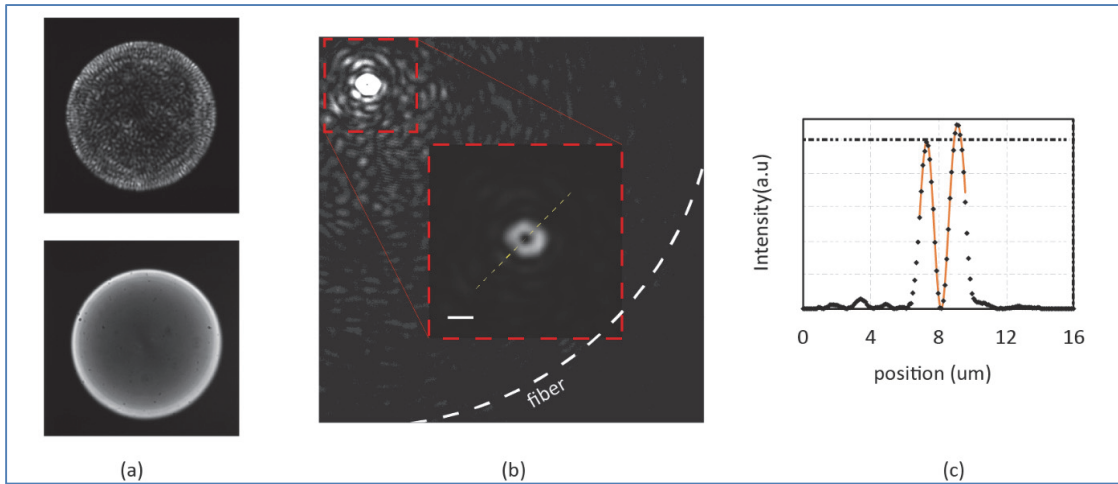 fiber
Intensity(a.u)
0 4 8 12 16
position (um)
(a) (b) (c)